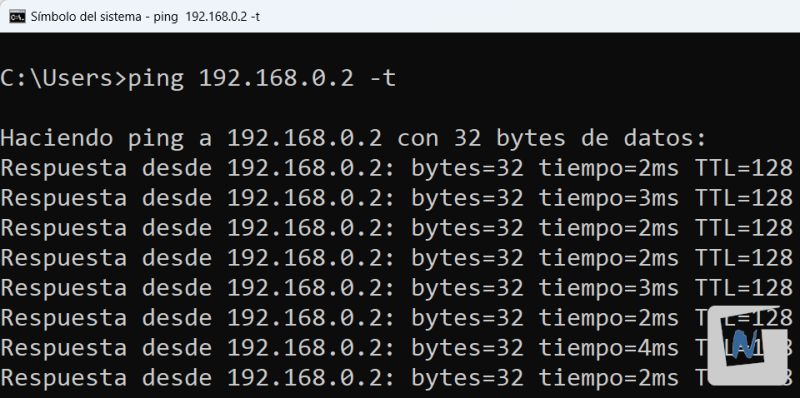 Símbolo del sistema - ping 192.168.0.2 -t
C:\Users>ping 192.168.0.2 -t
Haciendo ping a 192.168.0.2 con 32 bytes de datos:
Respuesta desde 192.168.0.2: bytes=32 tiempo=2ms TTL=128
Respuesta desde 192.168.0.2: bytes=32 tiempo=3ms TTL=128
Respuesta desde 192.168.0.2: bytes=32 tiempo=2ms TTL=128
Respuesta desde 192.168.0.2: bytes=32 tiempo=2ms TTL=128
Respuesta desde 192.168.0.2: bytes=32 tiempo=3ms TTL=128
Respuesta desde 192.168.0.2: bytes=32 tiempo=2ms TTL=128
Respuesta desde 192.168.0.2: bytes=32 tiempo=4ms
Respuesta desde 192.168.0.2: bytes=32 tiempo=2ms